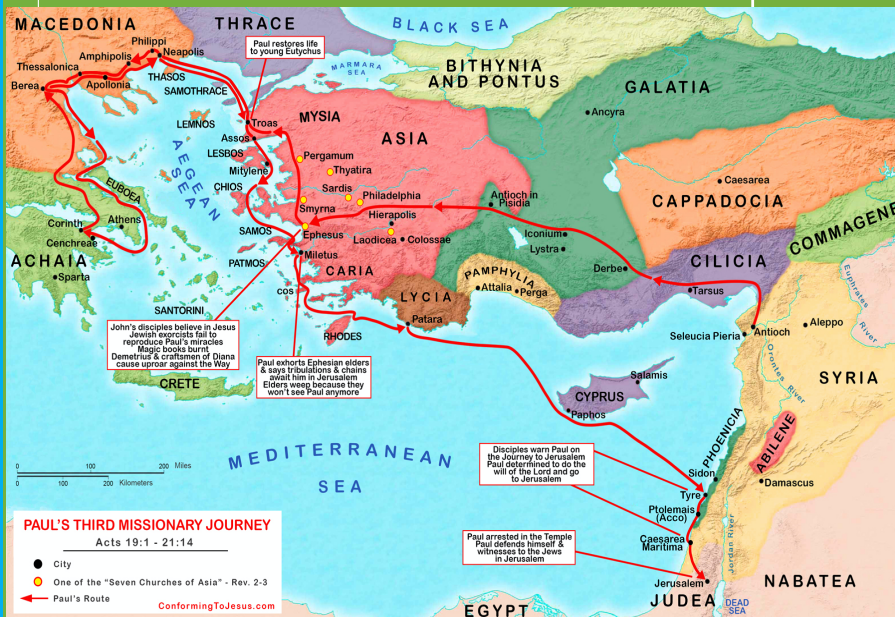 MACEDONIA
THRACE
BLACK SEA
Philippi
Neapolis
Amphipolis
Thessalonica
Apollonia
Berea
THASOS
SAMOTHRACE
Paul restores life
to young Eutychus
MARMARA
SEA
BITHYNIA
AND PONTUS
GALATIA
Ancyra
LEMNOS
Troas
MYSIA
ASIA
Assos
LESBOS
Mitylene
Pergamum
Thyatira
CHIOS
AEGEAN
SEA
Sardis
Philadelphia
Smyrna
Hierapolis
Antioch in
Pisidia
Caesarea
CAPPADOCIA
COMMAGENE
EUBOEA
Corinth
Athens
Cenchreae
ACHAIA
Sparta
SAMOS
Ephesus
Laodicea
Colossae
Iconium
Lystra
Derbe
CILICIA
Tarsus
PATMOS
Miletus
CARIA
PAMPHYLIA
Attalia
Perga
LYCIA
Patara
COS
SANTORINI
RHODES
CRETE
Euphrates
River
Seleucia Pieria
Antioch
Aleppo
Orontes River
SYRIA
John's disciples believe in Jesus
Jewish exorcists fail to
reproduce Paul's miracles
Magic books burnt
Demetrius & craftsmen of Diana
cause uproar against the Way
Paul exhorts Ephesian elders
& says tribulations & chains
await him in Jerusalem
Elders weep because they
won't see Paul anymore
Salamis
CYPRUS
Paphos
PHOENICIA
ABILENE
MEDITERRANEAN
SEA
Disciples warn Paul on
the Journey to Jerusalem
Paul determined to do the
will of the Lord and go
to Jerusalem
Sidon
Tyre
Damascus
Ptolemais
(Acco)
Caesarea
Maritima
Jordan River
Paul arrested in the Temple
Paul defends himself &
witnesses to the Jews
in Jerusalem
Jerusalem
JUDEA
DEAD
SEA
NABATEA
EGYPT
0 100 200 Miles
0 100 200 Kilometers
PAUL'S THIRD MISSIONARY JOURNEY
Acts 19:1 - 21:14
City
One of the "Seven Churches of Asia" - Rev. 2-3
Paul's Route
ConformingToJesus.com